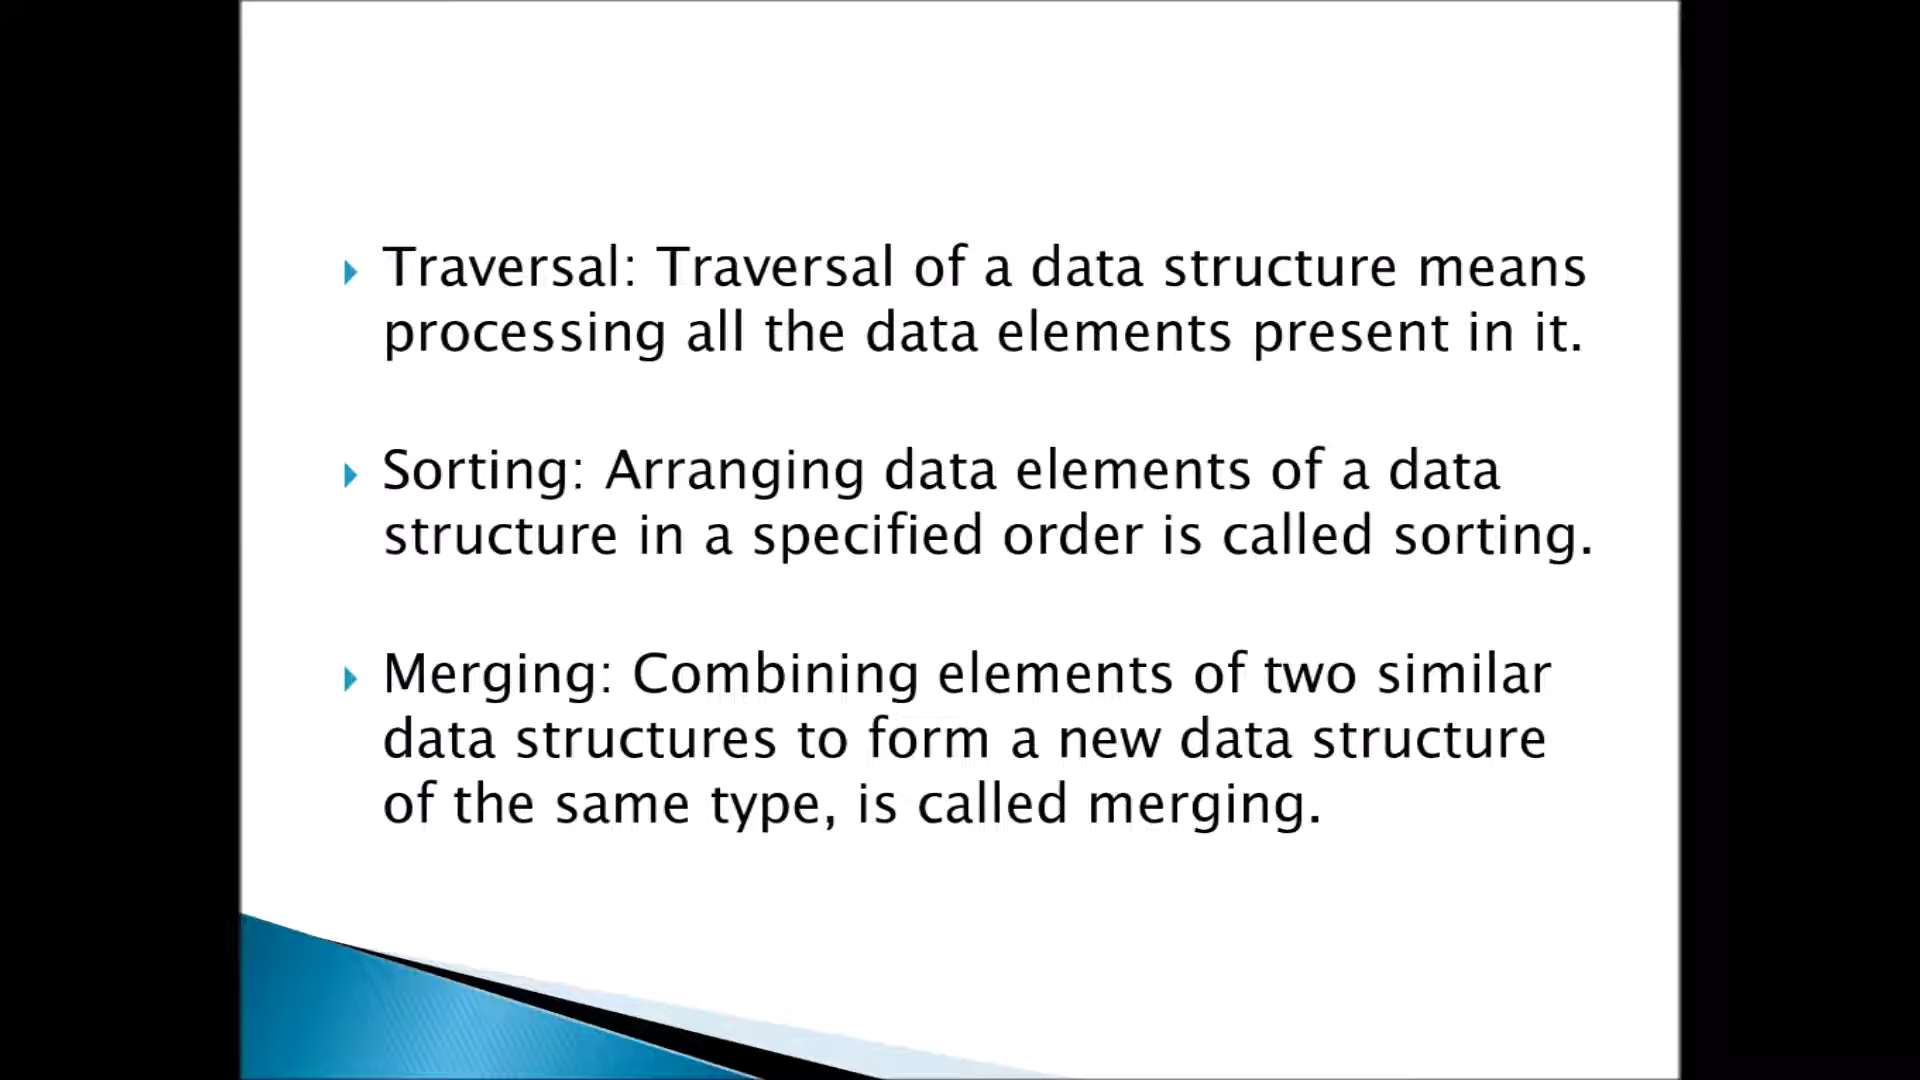 Traversal: Traversal of a data structure means
processing all the data elements present in it.
Sorting: Arranging data elements of a data
structure in a specified order is called sorting.
Merging: Combining elements of two similar
data structures to form a new data structure
of the same type, is called merging.